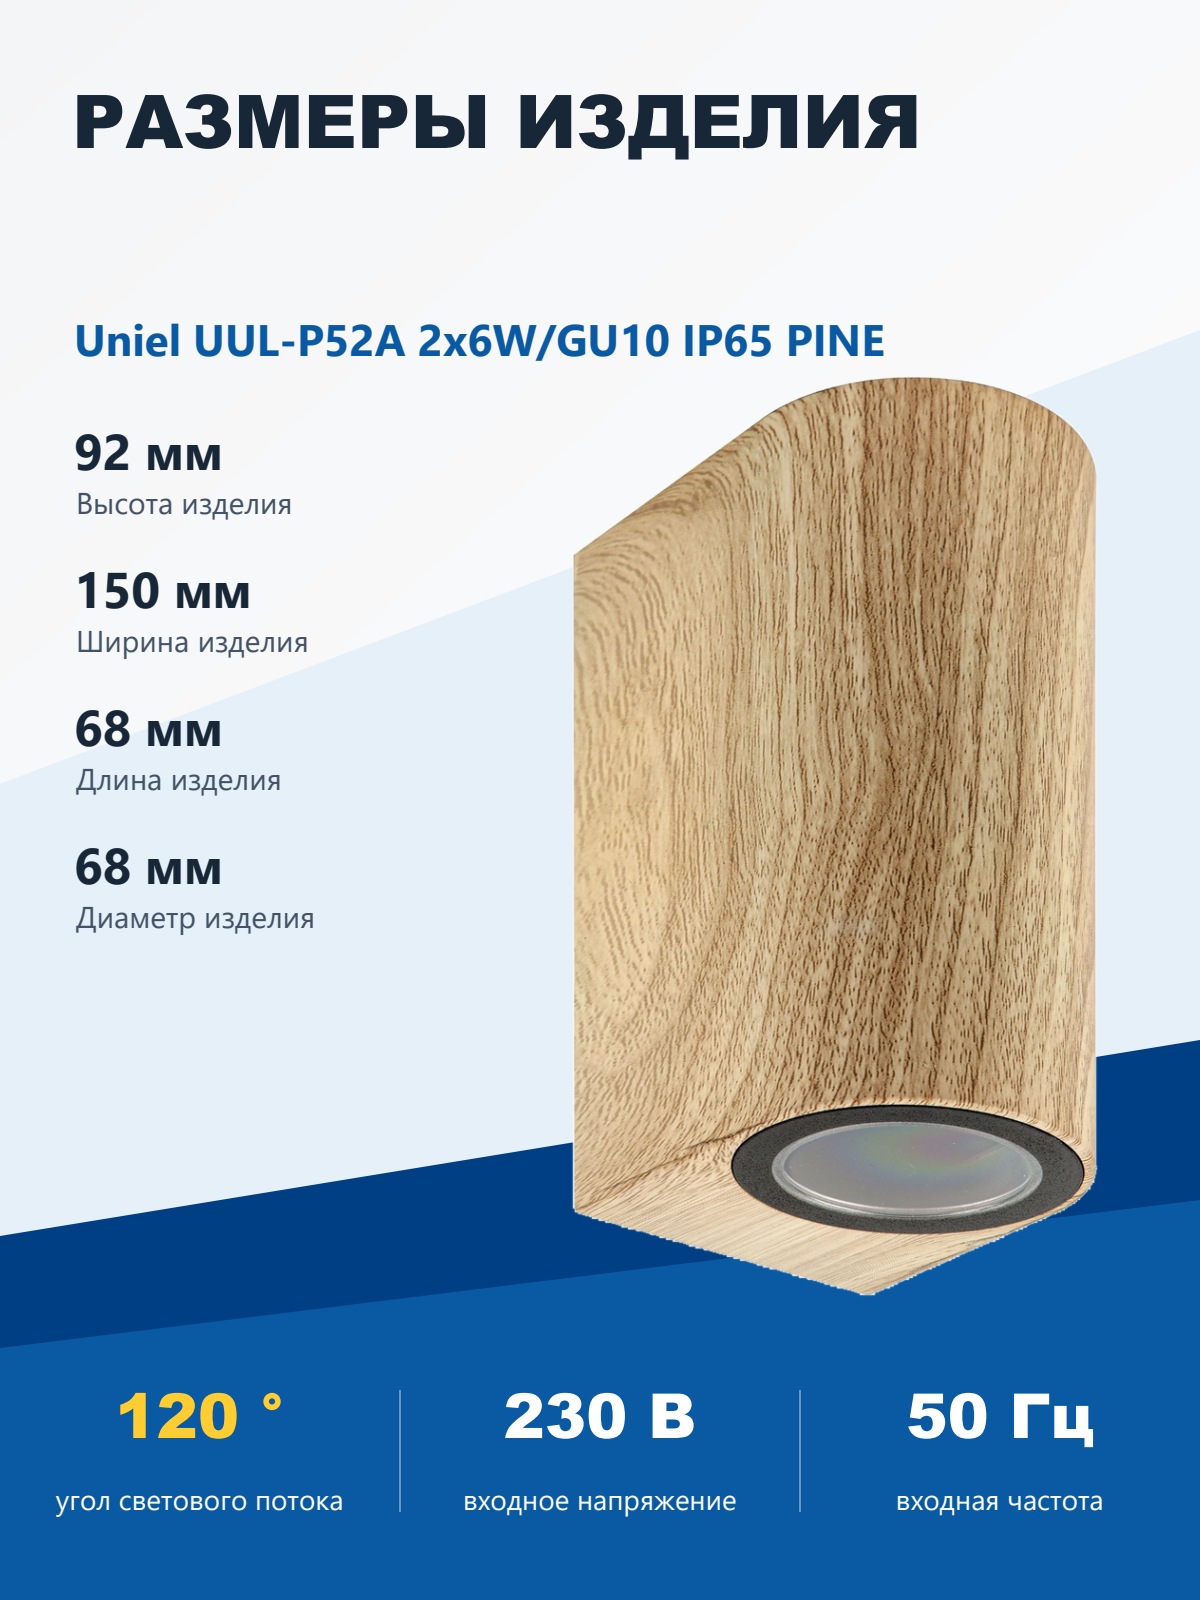 РАЗМЕРЫ ИЗДЕЛИЯ
Uniel UUL-P52A 2x6W/GU10 IP65 PINE
92 мм
Высота изделия
150 мм
Ширина изделия
68 мм
Длина изделия
68 мм
Диаметр изделия
120 °
угол светового потока
230 В
входное напряжение
50 Гц
входная частота